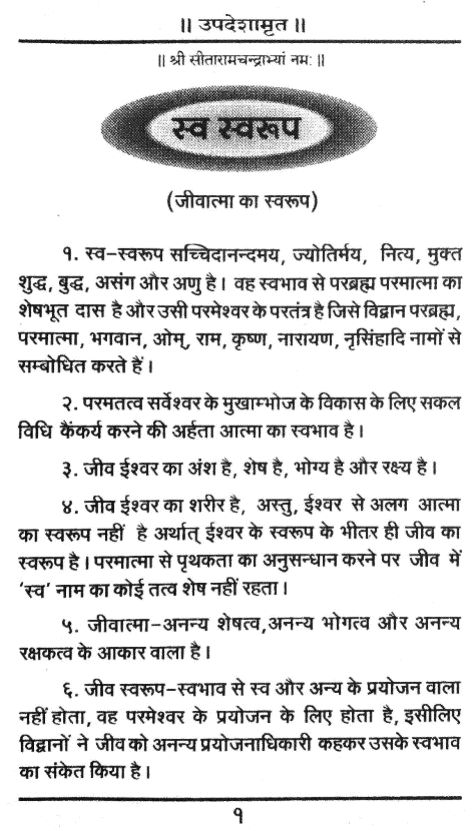 ॥ उपदेशामृत ॥
॥ श्री सीतारामचन्द्राभ्यां नमः ॥
स्व स्वरूप
(जीवात्मा का स्वरूप)
१. स्व-स्वरूप सच्चिदानन्दमय, ज्योतिर्मय, नित्य, मुक्त
शुद्ध, बुद्ध, असंग और अणु है। वह स्वभाव से परब्रह्म परमात्मा का
शेषभूत दास है और उसी परमेश्वर के परतंत्र है जिसे विद्वान परब्रह्म,
परमात्मा, भगवान, ओम्, राम, कृष्ण, नारायण, नृसिंहादि नामों से
सम्बोधित करते हैं।
२. परमतत्व सर्वेश्वर के मुखाम्भोज के विकास के लिए सकल
विधि कैंकर्य करने की अर्हता आत्मा का स्वभाव है।
३. जीव ईश्वर का अंश है, शेष है, भोग्य है और रक्ष्य है।
४. जीव ईश्वर का शरीर है, अस्तु, ईश्वर से अलग आत्मा
का स्वरूप नहीं है अर्थात् ईश्वर के स्वरूप के भीतर ही जीव का
स्वरूप है। परमात्मा से पृथकता का अनुसन्धान करने पर जीव में
'स्व' नाम का कोई तत्व शेष नहीं रहता।
५. जीवात्मा-अनन्य शेषत्व,अनन्य भोगत्व और अनन्य
रक्षकत्व के आकार वाला है।
६. जीव स्वरूप-स्वभाव से स्व और अन्य के प्रयोजन वाला
नहीं होता, वह परमेश्वर के प्रयोजन के लिए होता है, इसीलिए
विद्वानों ने जीव को अनन्य प्रयोजनाधिकारी कहकर उसके स्वभाव
का संकेत किया है।
१